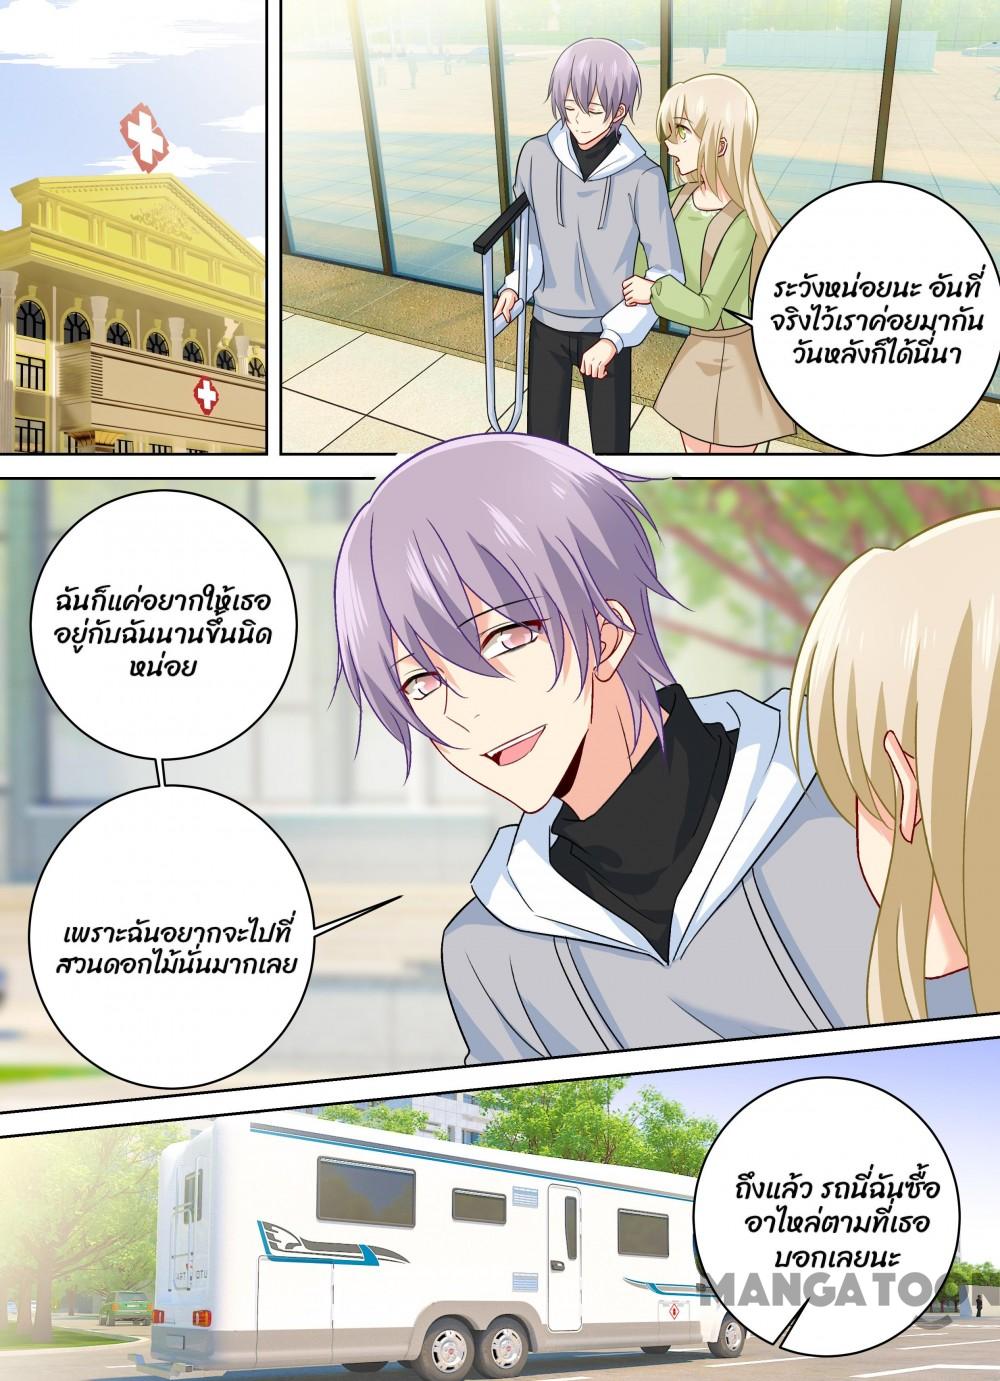 ระวังหน่อยนะ อันที่
จริงไว้เราค่อยมากัน
วันหลังก็ได้นี่นา
ฉันก็แค่อยากให้เธอ
อยู่กับฉันนานขึ้นนิด
หน่อย
เพราะฉันอยากจะไปที่
สวนดอกไม้นั่นมากเลย
ถึงแล้ว รถนี่ฉันซื้อ
อาไหล่ตามที่เธอ
บอกเลยนะ
MANGATOON